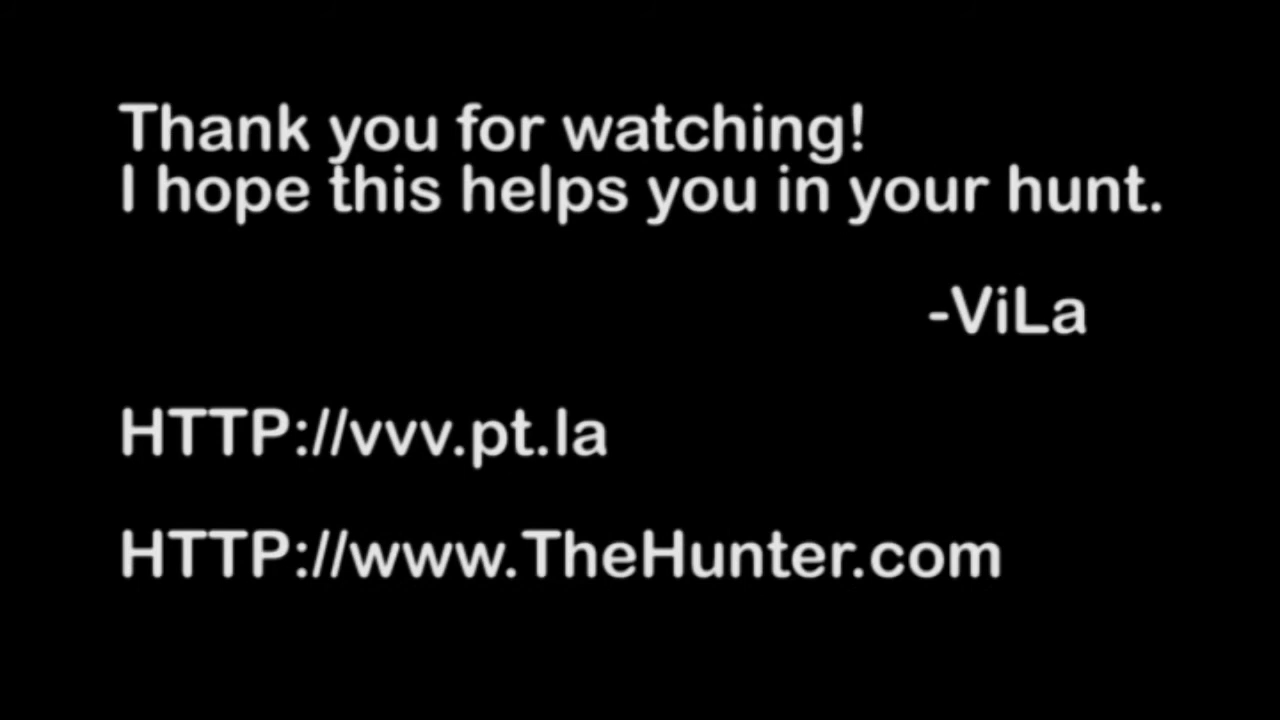 Thank you for watching!
I hope this helps you in your hunt.
-ViLa
HTTP://vvv.pt.la
HTTP://www.TheHunter.com